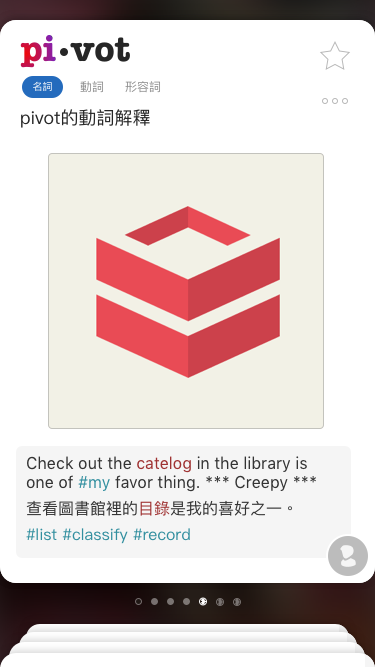 pi•vot
名詞 動詞 形容詞
pivot的動詞解釋
Check out the catelog in the library is
one of #my favor thing. *** Creepy ***
查看圖書館裡的目錄是我的喜好之一。
#list #classify #record